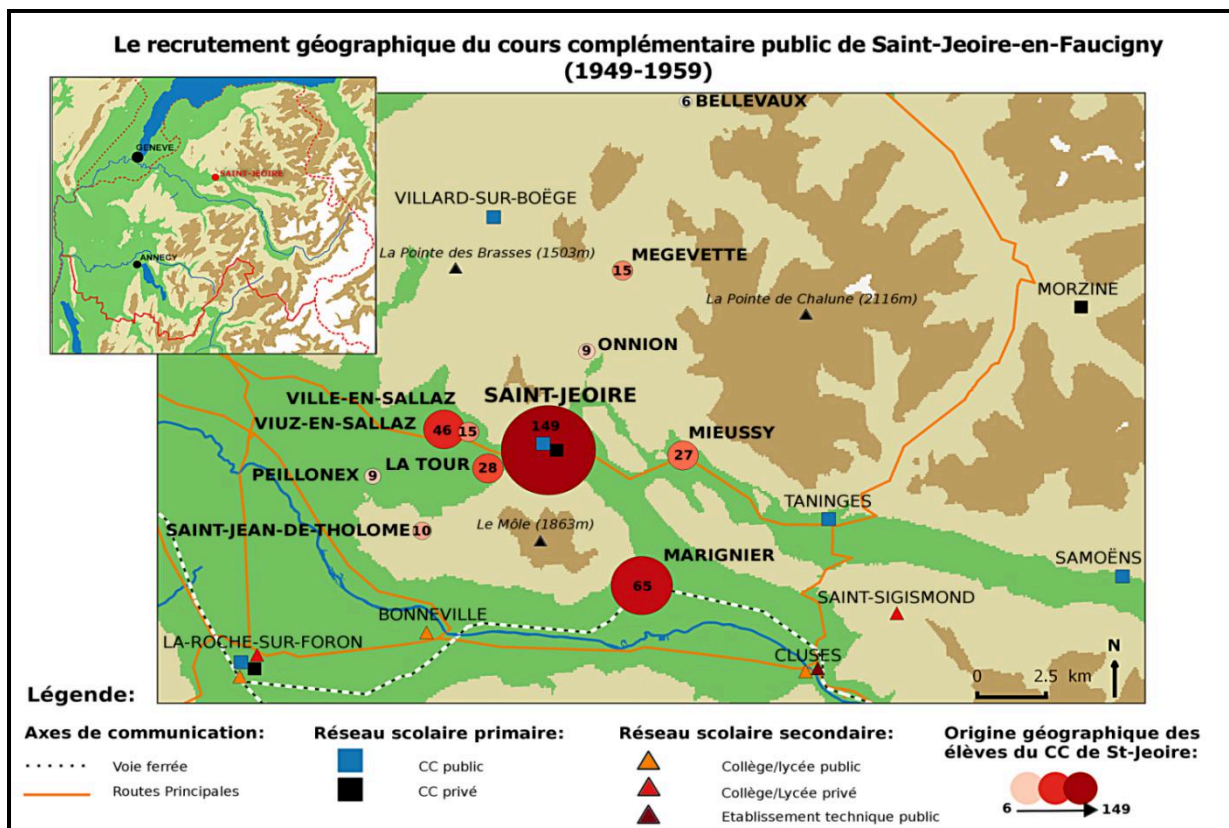 Le recrutement géographique du cours complémentaire public de Saint-Jeoire-en-Faucigny
(1949-1959)
GENEVE
SAINT-JEOIRE
ANNECY
6 BELLEVAUX
VILLARD-SUR-BOËGE
La Pointe des Brasses (1503m)
MEGEVETTE
15
La Pointe de Chalune (2116m)
MORZINE
9 ONNION
VILLE-EN-SALLAZ
SAINT-JEOIRE
149
VIUZ-EN-SALLAZ
46
15
MIEUSSY
27
PEILLONEX
9
LA TOUR
28
TANINGES
SAINT-JEAN-DE-THOLOME
10
Le Môle (1863m)
MARIGNIER
65
SAMOËNS
SAINT-SIGISMOND
BONNEVILLE
LA-ROCHE-SUR-FORON
CLUSES
N
0 2.5 km
Légende:
Axes de communication:
Voie ferrée
Routes Principales
Réseau scolaire primaire:
CC public
CC privé
Réseau scolaire secondaire:
Collège/lycée public
Collège/Lycée privé
Etablissement technique public
Origine géographique des
élèves du CC de St-Jeoire:
6 149